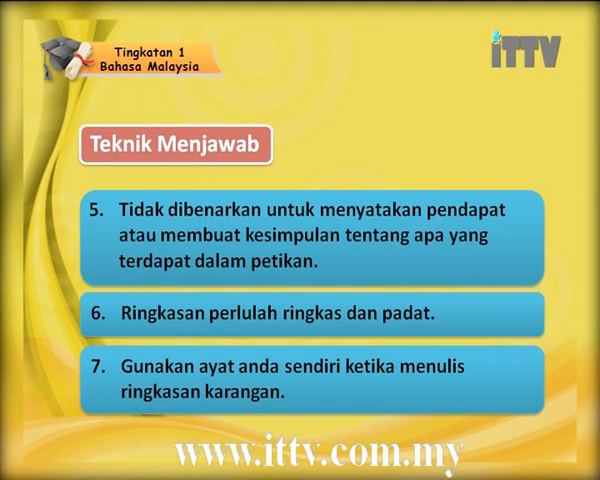 Tingkatan 1
Bahasa Malaysia
iTTV
Teknik Menjawab
5. Tidak dibenarkan untuk menyatakan pendapat
atau membuat kesimpulan tentang apa yang
terdapat dalam petikan.
6. Ringkasan perlulah ringkas dan padat.
7. Gunakan ayat anda sendiri ketika menulis
ringkasan karangan.
www.ittv.com.my